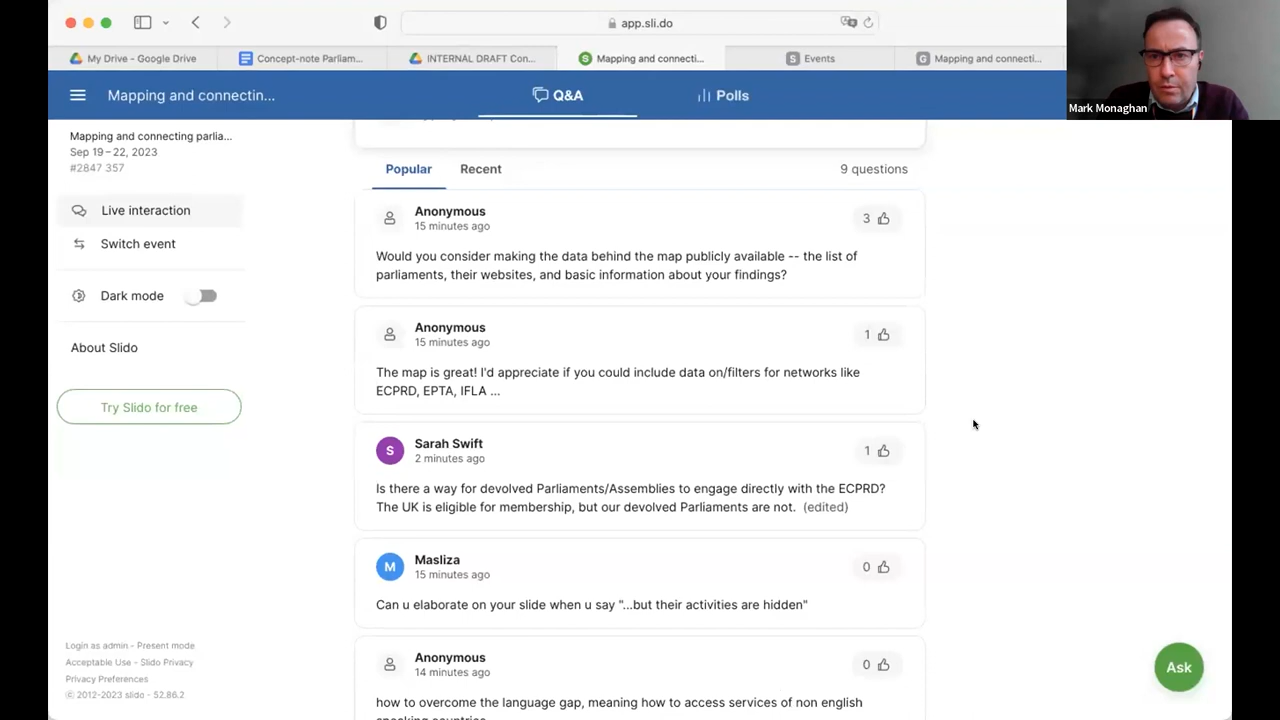 app.sli.do
My Drive - Google Drive
Concept-note Parliam...
INTERNAL DRAFT Con...
Mapping and connecti...
Events
Mapping and connecti...
Mark Monaghan
Mapping and connectin...
Q&A
Polls
Mapping and connecting parlia...
Sep 19 – 22, 2023
#2847 357
Live interaction
Switch event
Dark mode
About Slido
Try Slido for free
Login as admin - Present mode
Acceptable Use - Slido Privacy
Privacy Preferences
© 2012-2023 slido - 52.86.2
Popular
Recent
9 questions
Anonymous
15 minutes ago
3
Would you consider making the data behind the map publicly available -- the list of
parliaments, their websites, and basic information about your findings?
Anonymous
15 minutes ago
1
The map is great! I'd appreciate if you could include data on/filters for networks like
ECPRD, EPTA, IFLA ...
S
Sarah Swift
2 minutes ago
1
Is there a way for devolved Parliaments/Assemblies to engage directly with the ECPRD?
The UK is eligible for membership, but our devolved Parliaments are not. (edited)
M
Masliza
15 minutes ago
0
Can u elaborate on your slide when u say "...but their activities are hidden"
Anonymous
14 minutes ago
0
how to overcome the language gap, meaning how to access services of non english
Ask